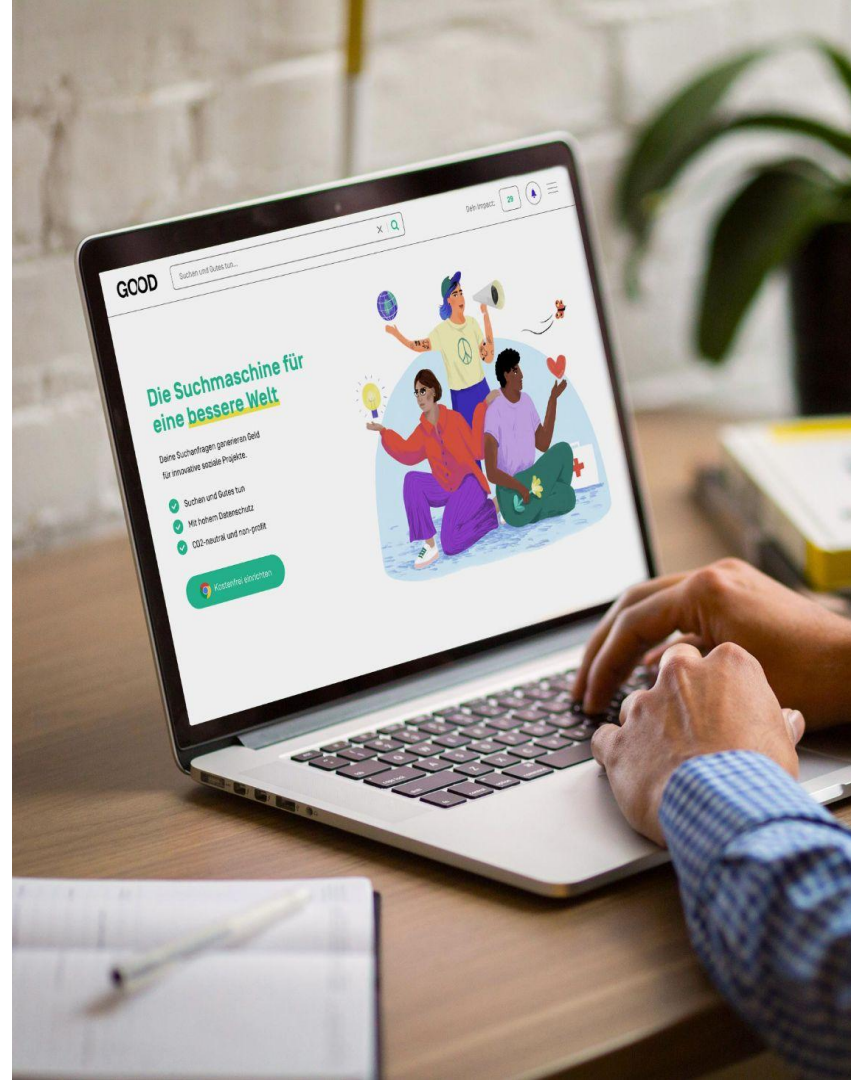 GOOD
Suchen und Gutes tun...
Dein Impact:
29
Die Suchmaschine für
eine bessere Welt
Deine Suchanfragen generieren Geld
für innovative soziale Projekte.
Suchen und Gutes tun
Mit hohem Datenschutz
CO2-neutral und non-profit
Kostenfrei einrichten